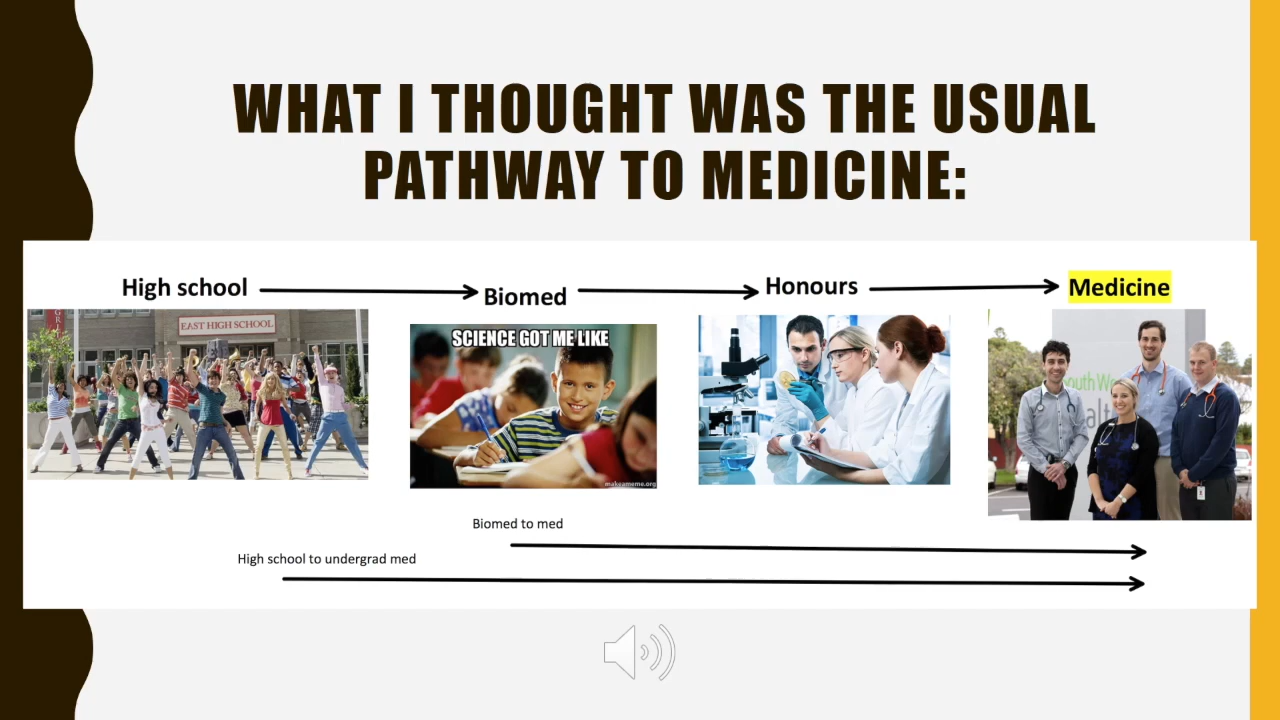 WHAT I THOUGHT WAS THE USUAL
PATHWAY TO MEDICINE:
High school
Biomed
Honours
Medicine
EAST HIGH SCHOOL
SCIENCE GOT ME LIKE
makeameme.org
Biomed to med
High school to undergrad med